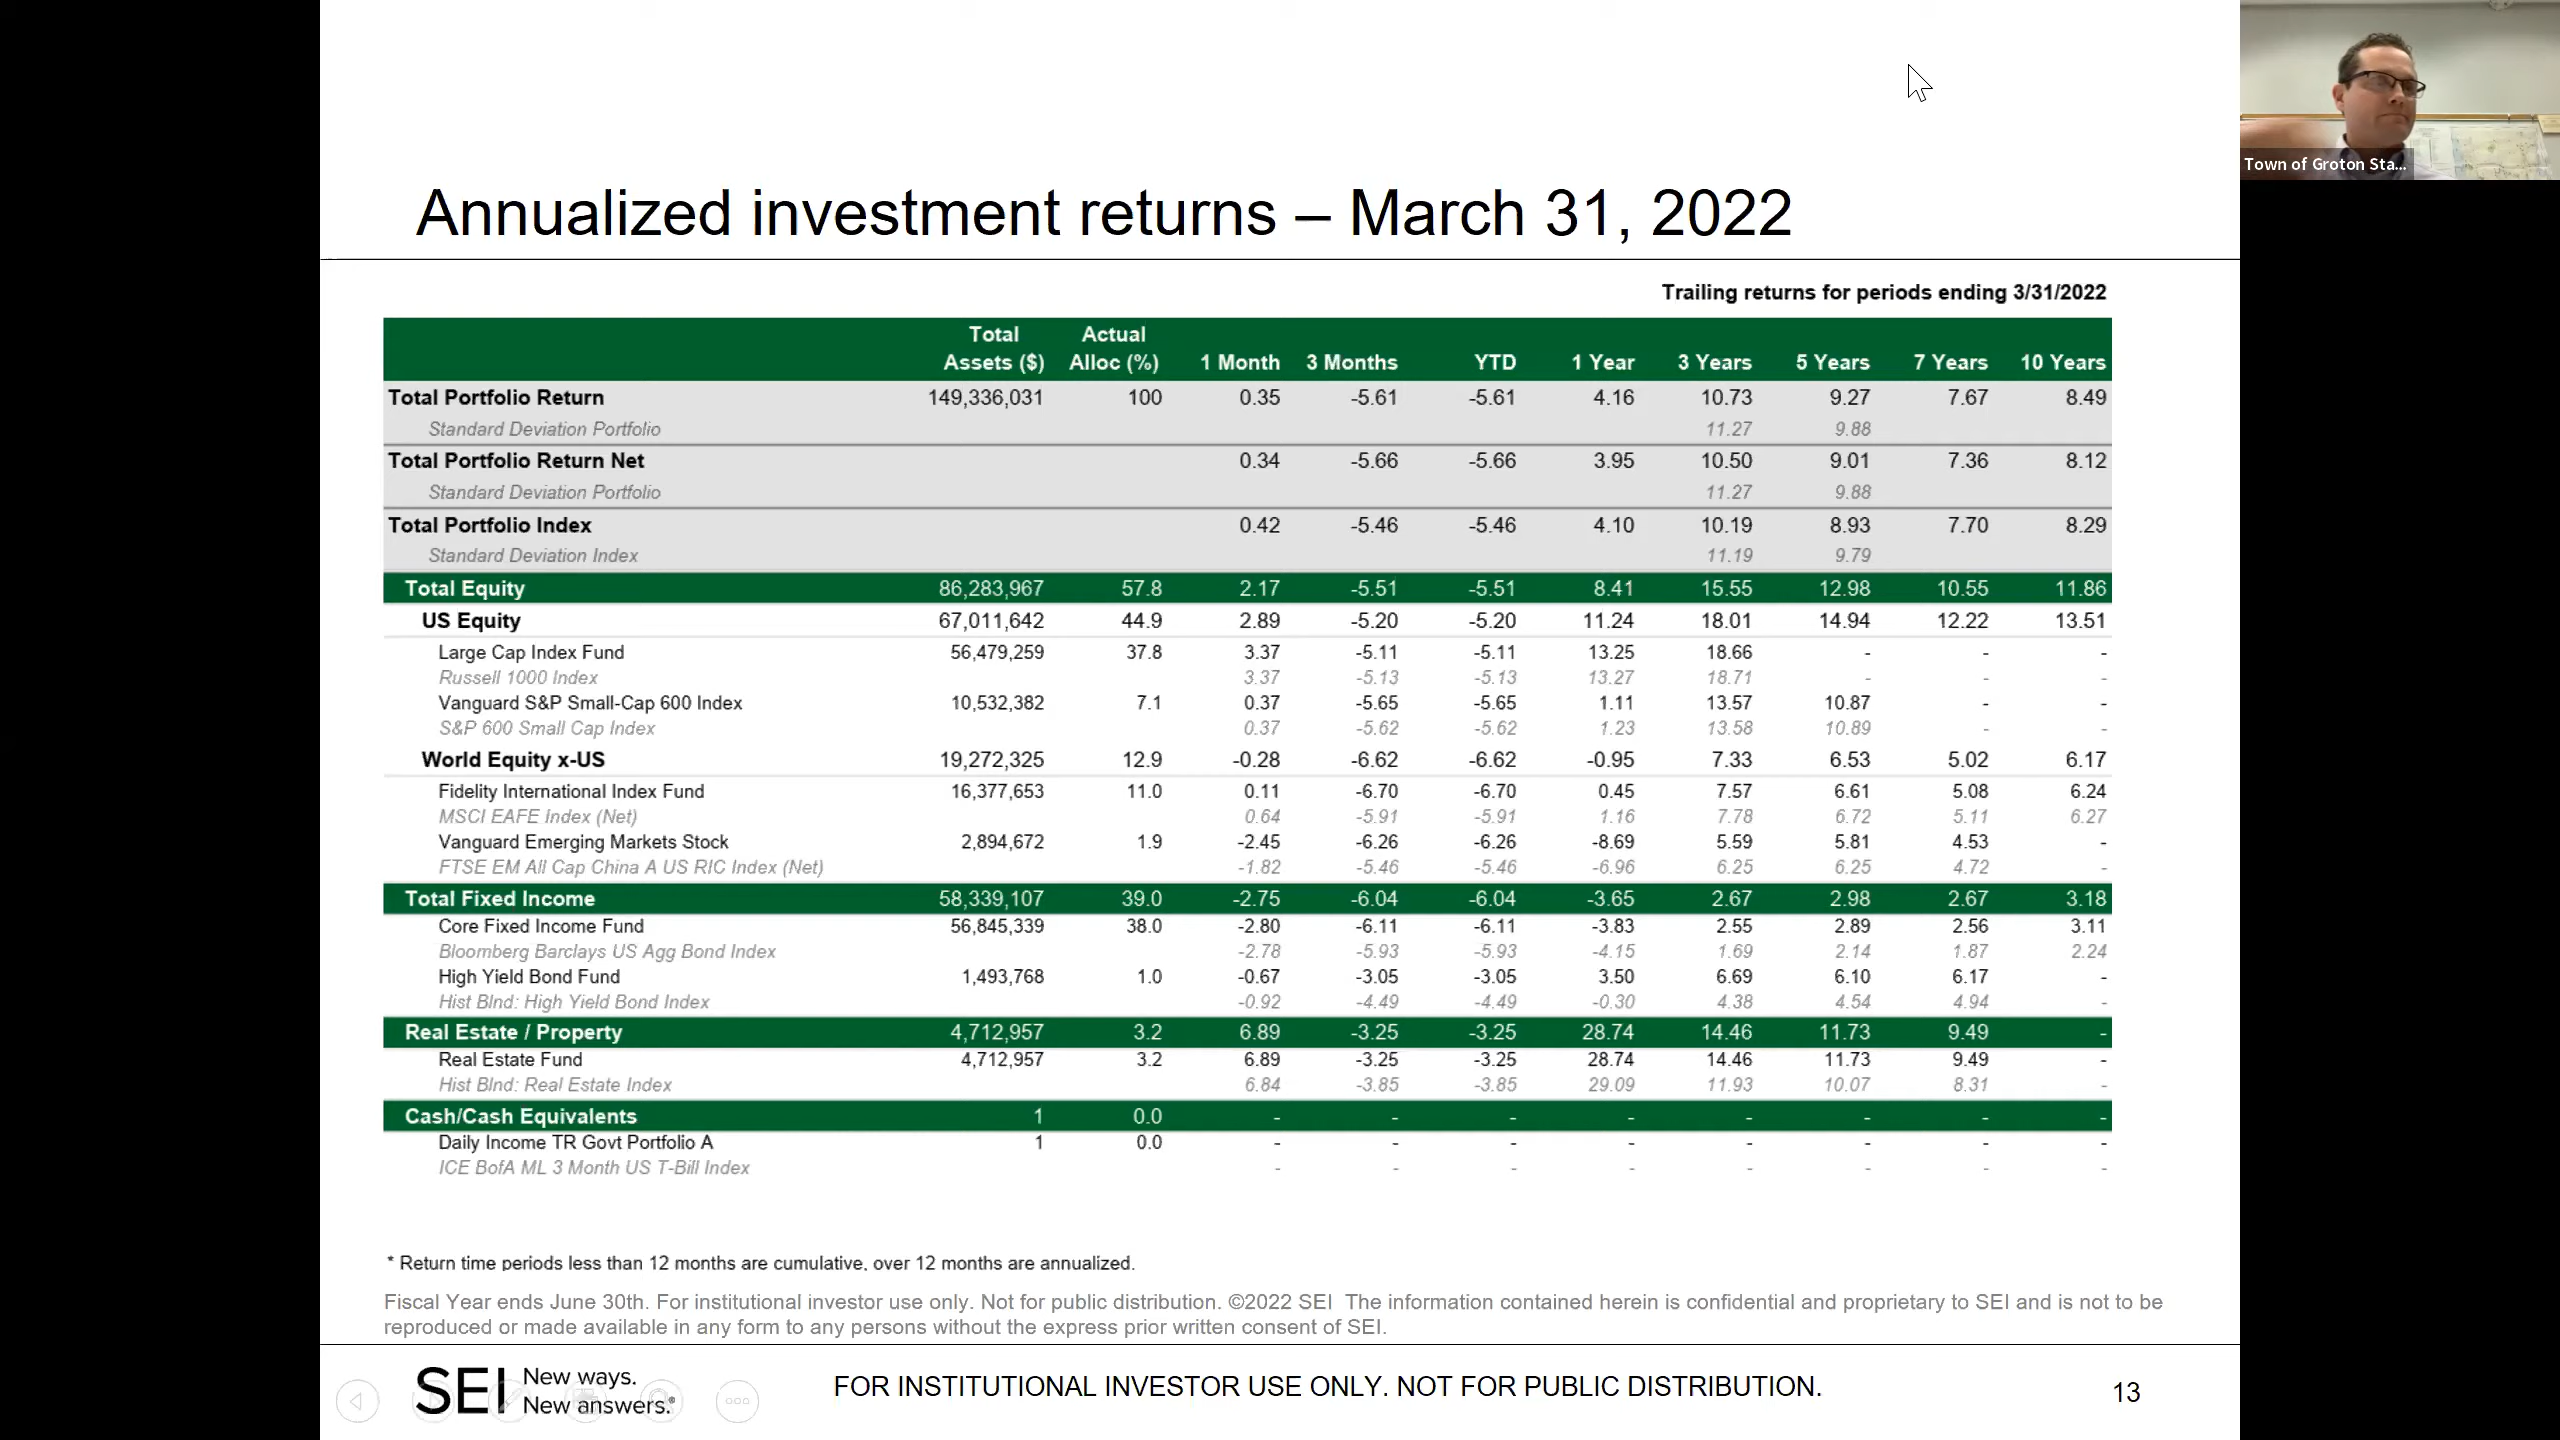 Town of Groton Sta...
Annualized investment returns – March 31, 2022
Trailing returns for periods ending 3/31/2022
Total Actual
Assets ($) Alloc (%) 1 Month 3 Months YTD 1 Year 3 Years 5 Years 7 Years 10 Years
Total Portfolio Return 149,336,031 100 0.35 -5.61 -5.61 4.16 10.73 9.27 7.67 8.49
Standard Deviation Portfolio 11.27 9.88
Total Portfolio Return Net 0.34 -5.66 -5.66 3.95 10.50 9.01 7.36 8.12
Standard Deviation Portfolio 11.27 9.88
Total Portfolio Index 0.42 -5.46 -5.46 4.10 10.19 8.93 7.70 8.29
Standard Deviation Index 11.19 9.79
Total Equity 86,283,967 57.8 2.17 -5.51 -5.51 8.41 15.55 12.98 10.55 11.86
US Equity 67,011,642 44.9 2.89 -5.20 -5.20 11.24 18.01 14.94 12.22 13.51
Large Cap Index Fund 56,479,259 37.8 3.37 -5.11 -5.11 13.25 18.66 - - -
Russell 1000 Index 3.37 -5.13 -5.13 13.27 18.71 - - -
Vanguard S&P Small-Cap 600 Index 10,532,382 7.1 0.37 -5.65 -5.65 1.11 13.57 10.87 - -
S&P 600 Small Cap Index 0.37 -5.62 -5.62 1.23 13.58 10.89 - -
World Equity x-US 19,272,325 12.9 -0.28 -6.62 -6.62 -0.95 7.33 6.53 5.02 6.17
Fidelity International Index Fund 16,377,653 11.0 0.11 -6.70 -6.70 0.45 7.57 6.61 5.08 6.24
MSCI EAFE Index (Net) 0.64 -5.91 -5.91 1.16 7.78 6.72 5.11 6.27
Vanguard Emerging Markets Stock 2,894,672 1.9 -2.45 -6.26 -6.26 -8.69 5.59 5.81 4.53 -
FTSE EM All Cap China A US RIC Index (Net) -1.82 -5.46 -5.46 -6.96 6.25 6.25 4.72 -
Total Fixed Income 58,339,107 39.0 -2.75 -6.04 -6.04 -3.65 2.67 2.98 2.67 3.18
Core Fixed Income Fund 56,845,339 38.0 -2.80 -6.11 -6.11 -3.83 2.55 2.89 2.56 3.11
Bloomberg Barclays US Agg Bond Index -2.78 -5.93 -5.93 -4.15 1.69 2.14 1.87 2.24
High Yield Bond Fund 1,493,768 1.0 -0.67 -3.05 -3.05 3.50 6.69 6.10 6.17 -
Hist Blnd: High Yield Bond Index -0.92 -4.49 -4.49 -0.30 4.38 4.54 4.94 -
Real Estate / Property 4,712,957 3.2 6.89 -3.25 -3.25 28.74 14.46 11.73 9.49 -
Real Estate Fund 4,712,957 3.2 6.89 -3.25 -3.25 28.74 14.46 11.73 9.49 -
Hist Blnd: Real Estate Index 6.84 -3.85 -3.85 29.09 11.93 10.07 8.31 -
Cash/Cash Equivalents 1 0.0 - - - - - - - -
Daily Income TR Govt Portfolio A 1 0.0 - - - - - - - -
ICE BofA ML 3 Month US T-Bill Index - - - - - - - -
* Return time periods less than 12 months are cumulative, over 12 months are annualized.
Fiscal Year ends June 30th. For institutional investor use only. Not for public distribution. ©2022 SEI The information contained herein is confidential and proprietary to SEI and is not to be
reproduced or made available in any form to any persons without the express prior written consent of SEI.
SEI New ways.
New answers.®
FOR INSTITUTIONAL INVESTOR USE ONLY. NOT FOR PUBLIC DISTRIBUTION.
13